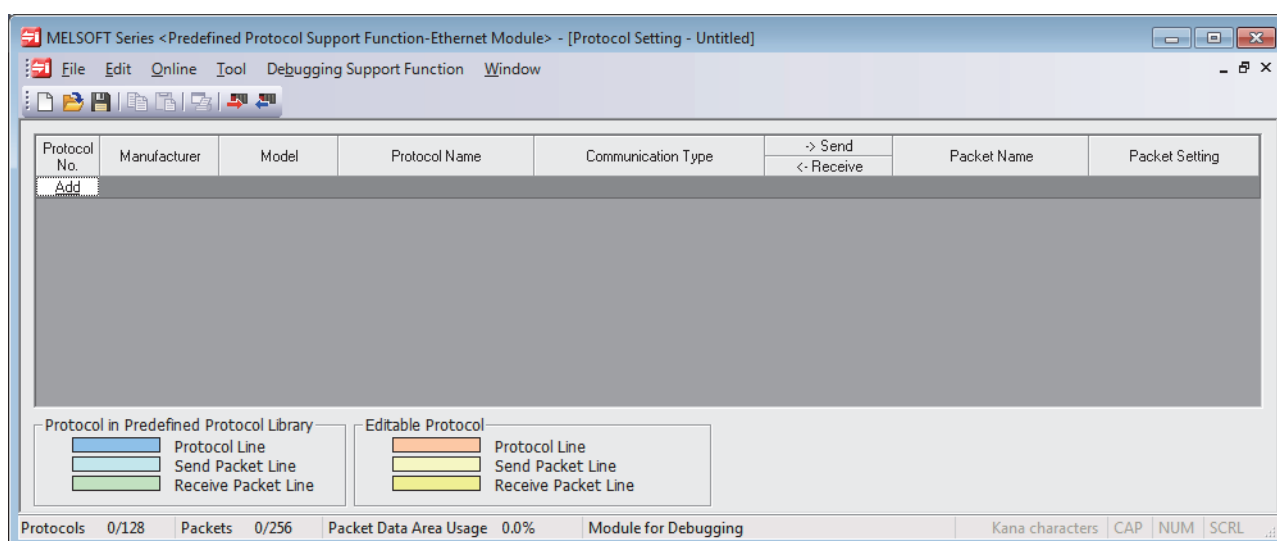 MELSOFT Series <Predefined Protocol Support Function-Ethernet Module> - [Protocol Setting - Untitled]
File Edit Online Tool Debugging Support Function Window
Protocol No. Manufacturer Model Protocol Name Communication Type -> Send <- Receive Packet Name Packet Setting
Add
Protocol in Predefined Protocol Library
Protocol Line
Send Packet Line
Receive Packet Line
Editable Protocol
Protocol Line
Send Packet Line
Receive Packet Line
Protocols 0/128 Packets 0/256 Packet Data Area Usage 0.0% Module for Debugging Kana characters CAP NUM SCRL